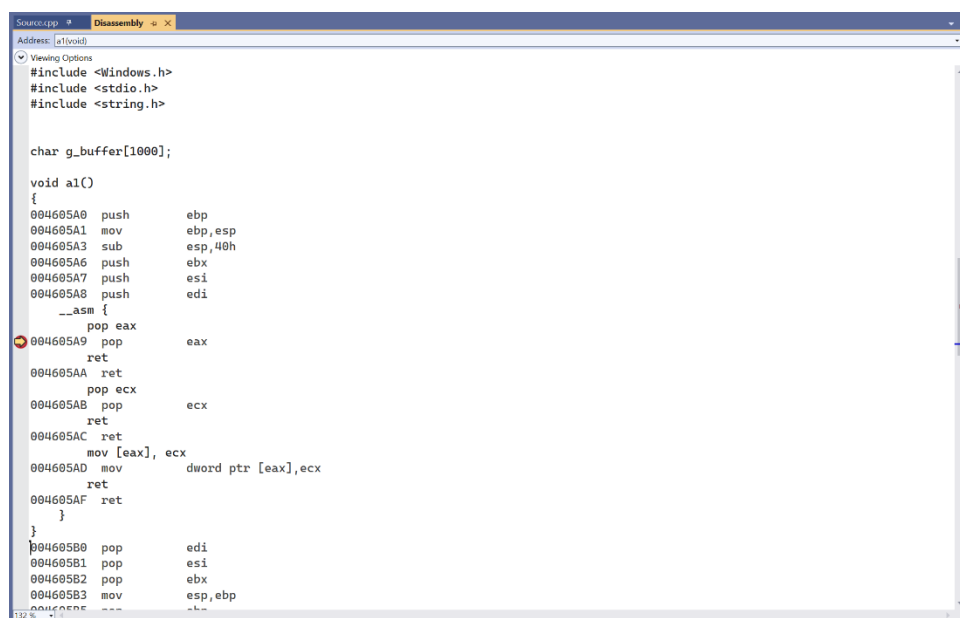 Source.cpp Disassembly
Address: a1(void)
Viewing Options
#include <Windows.h>
#include <stdio.h>
#include <string.h>
char g_buffer[1000];
void a1()
{
004605A0 push ebp
004605A1 mov ebp,esp
004605A3 sub esp,40h
004605A6 push ebx
004605A7 push esi
004605A8 push edi
__asm {
pop eax
004605A9 pop eax
ret
004605AA ret
pop ecx
004605AB pop ecx
ret
004605AC ret
mov [eax], ecx
004605AD mov dword ptr [eax],ecx
ret
004605AF ret
}
}
004605B0 pop edi
004605B1 pop esi
004605B2 pop ebx
004605B3 mov esp,ebp
132 %